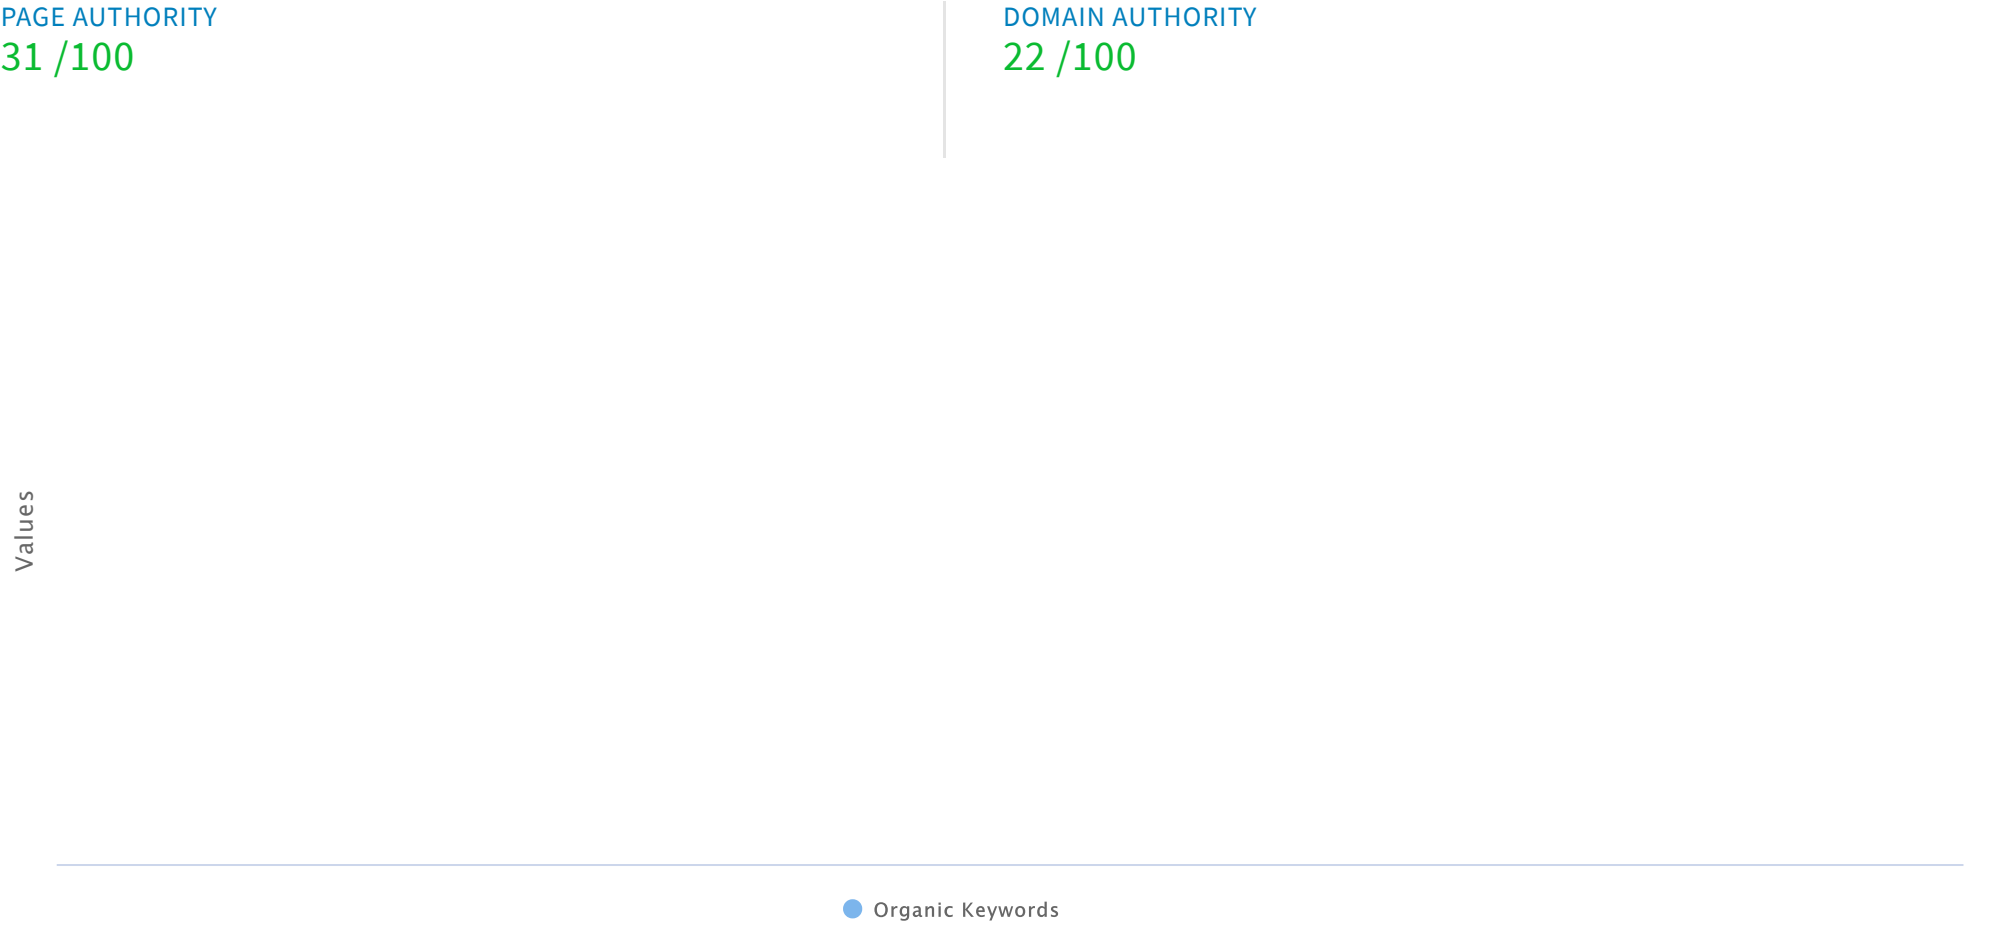 PAGE AUTHORITY
31 /100
DOMAIN AUTHORITY
22 /100
Values
Organic Keywords